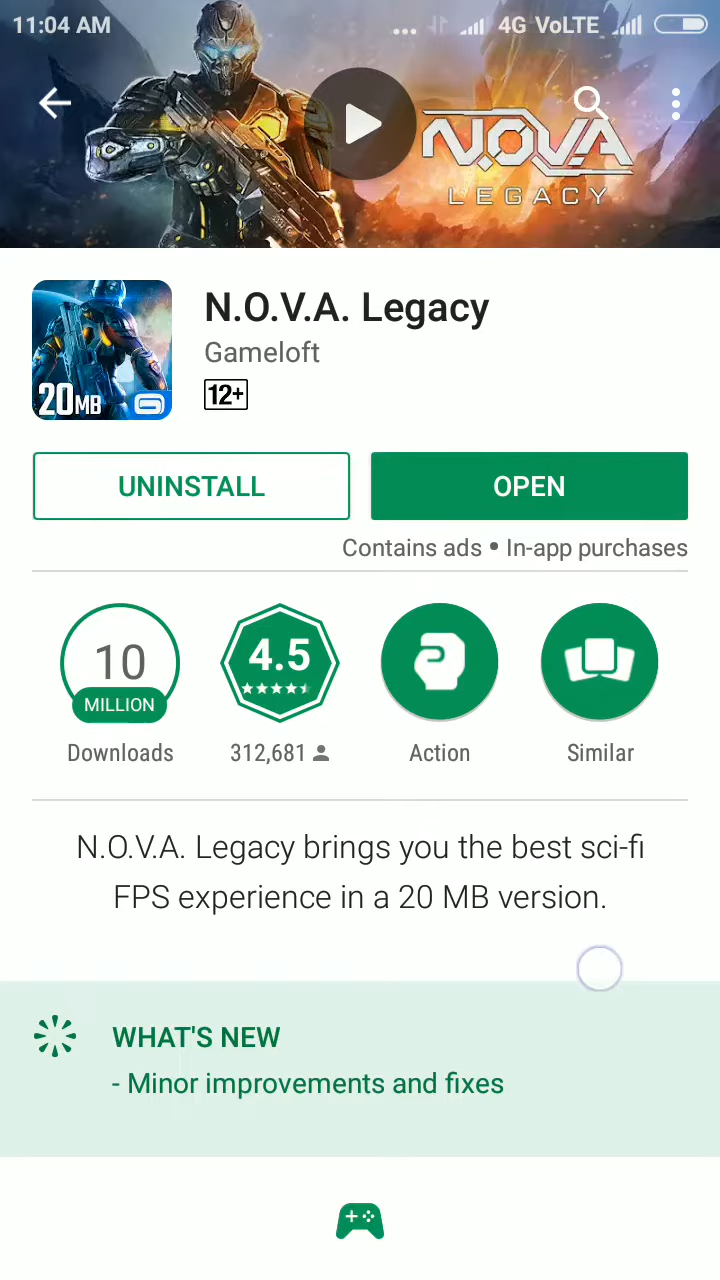 11:04 AM
... 4G VoLTE
N.O.V.A
LEGACY
20MB
N.O.V.A. Legacy
Gameloft
12+
UNINSTALL
OPEN
Contains ads • In-app purchases
10
MILLION
Downloads
4.5
312,681
Action
Similar
N.O.V.A. Legacy brings you the best sci-fi
FPS experience in a 20 MB version.
WHAT'S NEW
- Minor improvements and fixes